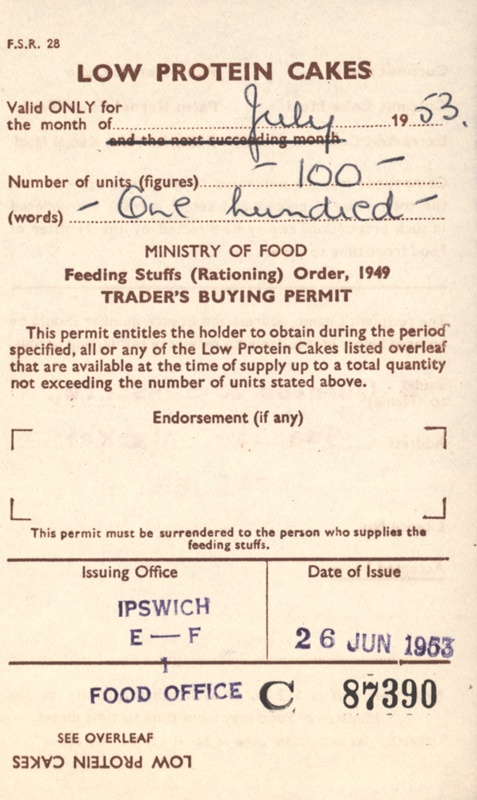 F.S.R. 28
LOW PROTEIN CAKES
Valid ONLY for
the month of July 1953.
and the next succeeding month
Number of units (figures) – 100 –
(words) – One hundred –
MINISTRY OF FOOD
Feeding Stuffs (Rationing) Order, 1949
TRADER'S BUYING PERMIT
This permit entitles the holder to obtain during the period
specified, all or any of the Low Protein Cakes listed overleaf
that are available at the time of supply up to a total quantity
not exceeding the number of units stated above.
Endorsement (if any)
This permit must be surrendered to the person who supplies the
feeding stuffs.
Issuing Office
Date of Issue
IPSWICH
E — F
1
FOOD OFFICE
26 JUN 1953
C 87390
SEE OVERLEAF
LOW PROTEIN CAKES